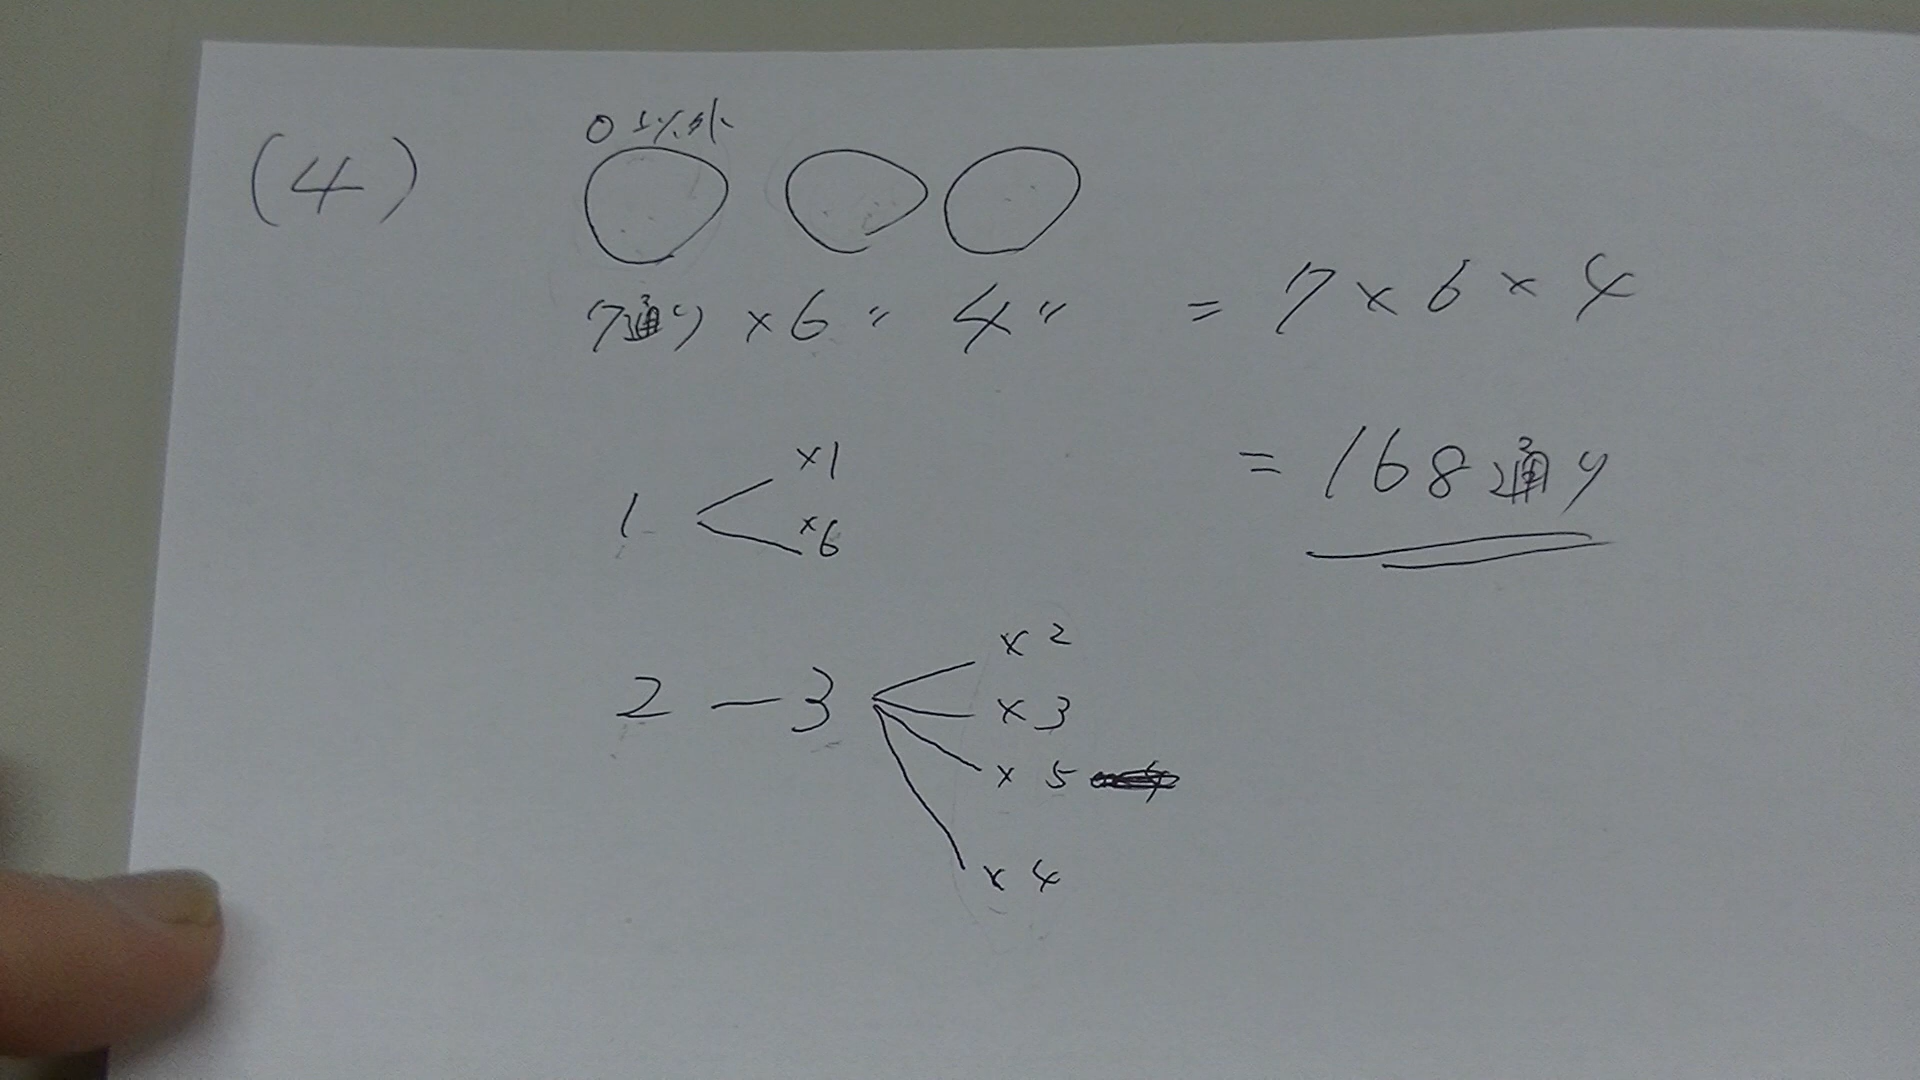 (4)
0以外
7通り × 6〃 4〃 = 7 × 6 × 4
= 168通り
1 ×1
×6
2 — 3 ×2
×3
×5
×4